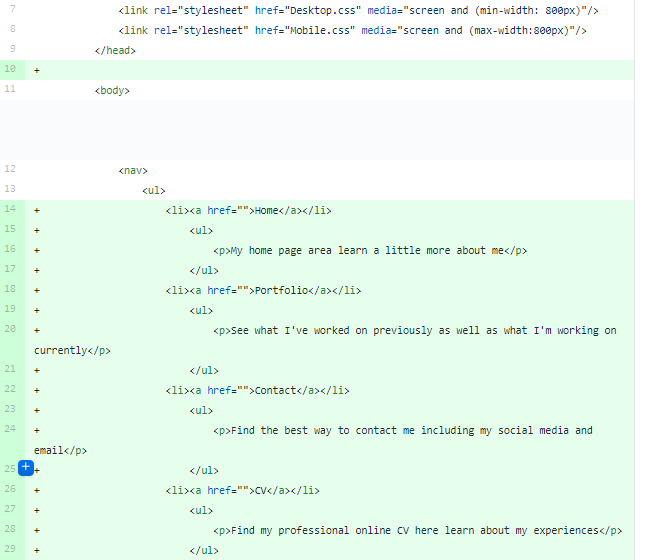 7 <link rel="stylesheet" href="Desktop.css" media="screen and (min-width: 800px)"/>
8 <link rel="stylesheet" href="Mobile.css" media="screen and (max-width:800px)"/>
9 </head>
10 +
11 <body>
12 <nav>
13 <ul>
14 + <li><a href="">Home</a></li>
15 + <ul>
16 + <p>My home page area learn a little more about me</p>
17 + </ul>
18 + <li><a href="">Portfolio</a></li>
19 + <ul>
20 + <p>See what I've worked on previously as well as what I'm working on
currently</p>
21 + </ul>
22 + <li><a href="">Contact</a></li>
23 + <ul>
24 + <p>Find the best way to contact me including my social media and
email</p>
25 + + </ul>
26 + <li><a href="">CV</a></li>
27 + <ul>
28 + <p>Find my professional online CV here learn about my experiences</p>
29 + </ul>